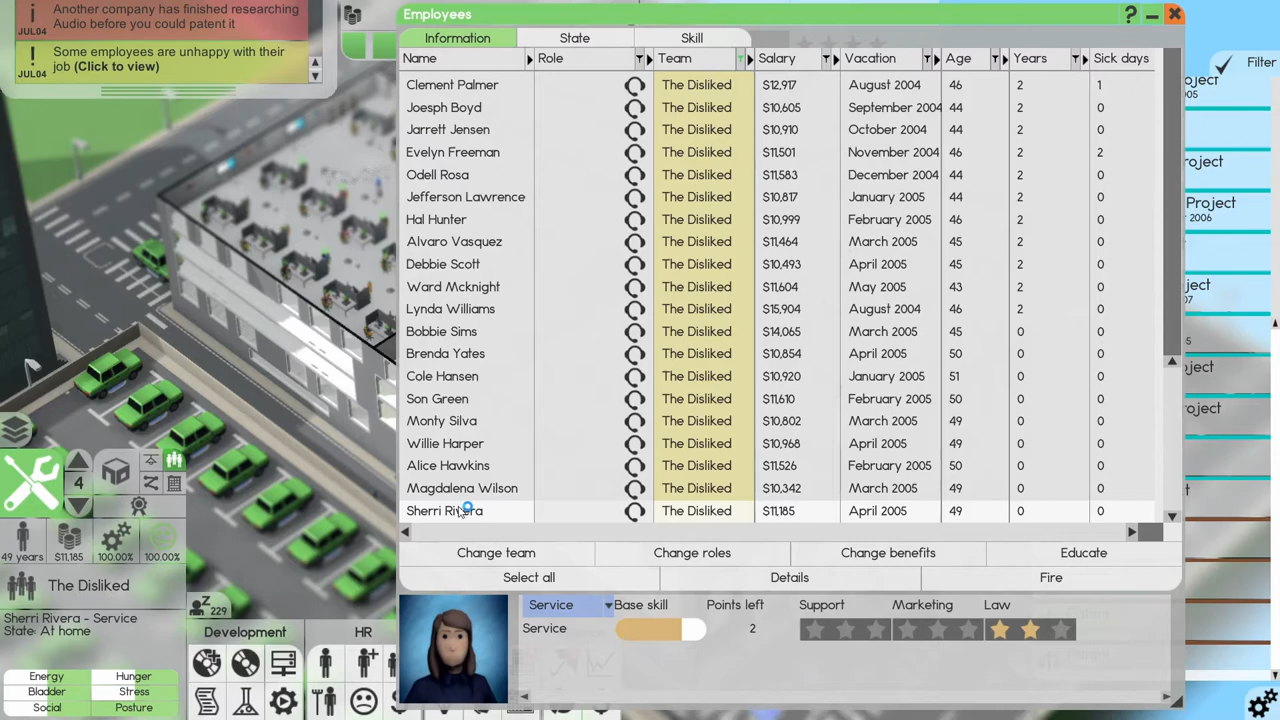 Another company has finished researching
JUL04 Audio before you could patent it
Some employees are unhappy with their
JUL04 job (Click to view)
Employees
Information State Skill
Name Role Team Salary Vacation Age Years Sick days
Clement Palmer The Disliked $12,917 August 2004 46 2 1
Joesph Boyd The Disliked $10,605 September 2004 44 2 0
Jarrett Jensen The Disliked $10,910 October 2004 44 2 0
Evelyn Freeman The Disliked $11,501 November 2004 46 2 2
Odell Rosa The Disliked $11,583 December 2004 44 2 0
Jefferson Lawrence The Disliked $10,817 January 2005 44 2 0
Hal Hunter The Disliked $10,999 February 2005 46 2 0
Alvaro Vasquez The Disliked $11,464 March 2005 45 2 0
Debbie Scott The Disliked $10,493 April 2005 45 2 0
Ward Mcknight The Disliked $11,604 May 2005 43 2 0
Lynda Williams The Disliked $15,904 August 2004 46 2 0
Bobbie Sims The Disliked $14,065 March 2005 45 0 0
Brenda Yates The Disliked $10,854 April 2005 50 0 0
Cole Hansen The Disliked $10,920 January 2005 51 0 0
Son Green The Disliked $11,610 February 2005 50 0 0
Monty Silva The Disliked $10,802 March 2005 49 0 0
Willie Harper The Disliked $10,968 April 2005 49 0 0
Alice Hawkins The Disliked $11,526 February 2005 50 0 0
Magdalena Wilson The Disliked $10,342 March 2005 49 0 0
Sherri Rivera The Disliked $11,185 April 2005 49 0 0
Change team Change roles Change benefits Educate
Select all Details Fire
Service Base skill Points left Support Marketing Law
Service 2
Filter
Project
2006
4
49 years $11,185 100.00% 100.00%
The Disliked
Z 229
Sherri Rivera - Service
State: At home
Energy Hunger
Bladder Stress
Social Posture
Development HR